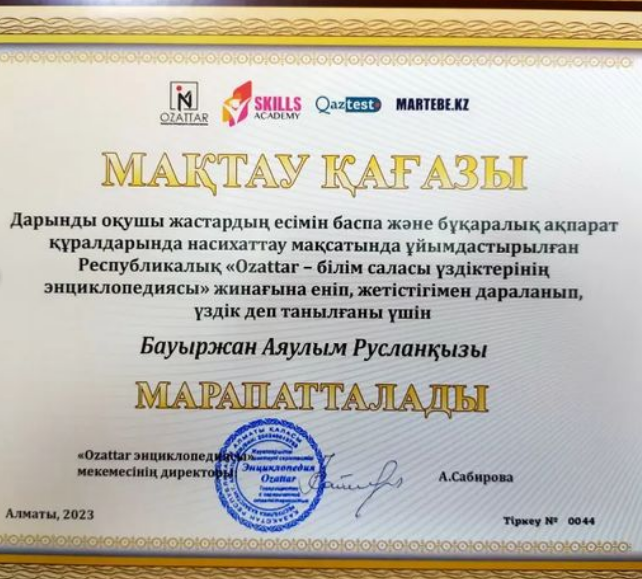 OZATTAR
SKILLS
ACADEMY
Qaztest
MARTEBE.KZ
МАҚТАУ ҚАҒАЗЫ
Дарынды оқушы жастардың есімін баспа және бұқаралық ақпарат
құралдарында насихаттау мақсатында ұйымдастырылған
Республикалық «Ozattar – білім саласы үздіктерінің
энциклопедиясы» жинағына еніп, жетістігімен дараланып,
үздік деп танылғаны үшін
Бауыржан Аяулым Русланқызы
МАРАПАТТАЛАДЫ
«Ozattar энциклопедиясы»
мекемесінің директоры
Энциклопедия
Ozattar
А.Сабирова
Алматы, 2023
Тіркеу № 0044